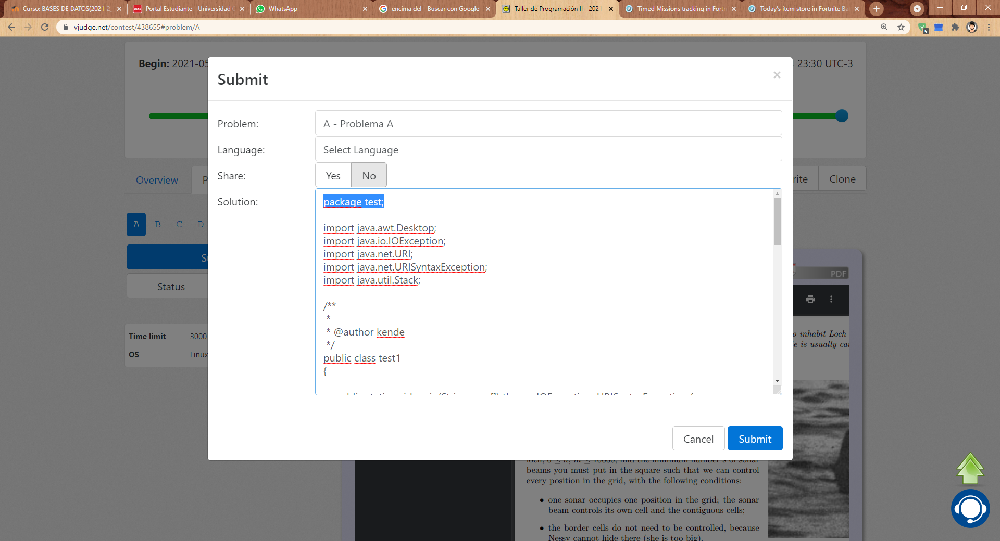 Curso: BASES DE DATOS(2021-2
Portal Estudiante - Universidad
WhatsApp
encima del - Buscar con Google
Taller de Programación II - 2021-
Timed Missions tracking in Fortn
Today's item store in Fortnite Ba
vjudge.net/contest/438655#problem/A
5
Begin: 2021-05
23:30 UTC-3
Submit
Problem:
A - Problema A
Language:
Select Language
Share:
Yes
No
Solution:
package test;
import java.awt.Desktop;
import java.io.IOException;
import java.net.URI;
import java.net.URISyntaxException;
import java.util.Stack;
/**
*
* @author kende
*/
public class test1
{
Cancel
Submit
Overview
P
rite
Clone
A
B
C
D
S
Status
Time limit
3000
OS
Linux
PDF
o inhabit Loch
ie is usually ca
beams you must put in the square such that we can control
every position in the grid, with the following conditions:
• one sonar occupies one position in the grid; the sonar
beam controls its own cell and the contiguous cells;
• the border cells do not need to be controlled, because
Nessy cannot hide there (she is too big).